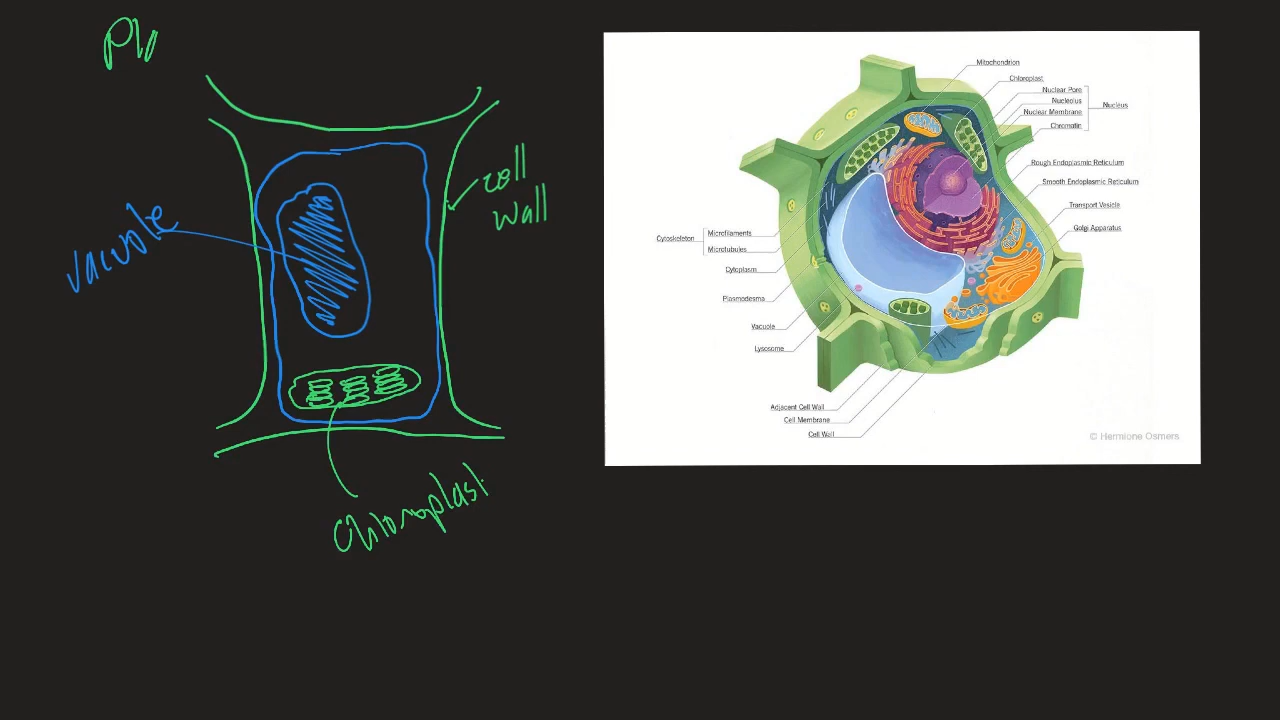 cell
wall
vacuole
chloroplast
Mitochondrion
Chloroplast
Nuclear Pore
Nucleolus
Nuclear Membrane
Chromatin
Nucleus
Rough Endoplasmic Reticulum
Smooth Endoplasmic Reticulum
Transport Vesicle
Golgi Apparatus
Cytoskeleton
Microfilaments
Microtubules
Cytoplasm
Plasmodesma
Vacuole
Lysosome
Adjacent Cell Wall
Cell Membrane
Cell Wall
© Hermione Osmers